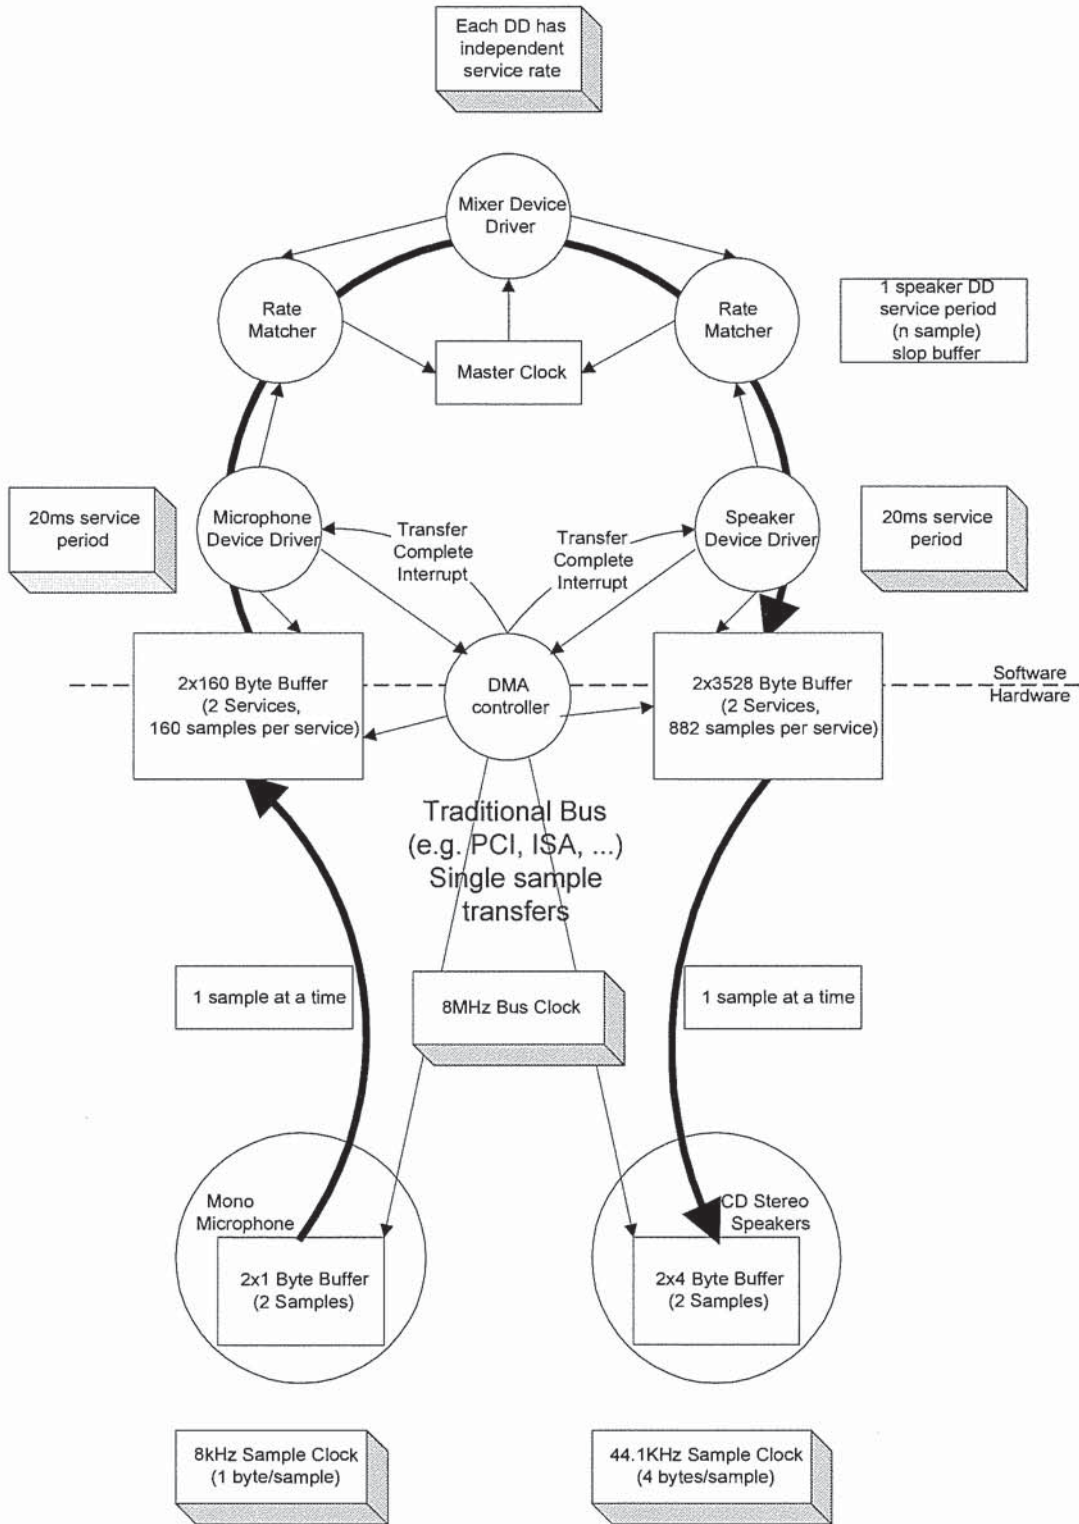 Each DD has
independent
service rate
Mixer Device
Driver
Rate
Matcher
Master Clock
Rate
Matcher
1 speaker DD
service period
(n sample)
slop buffer
20ms service
period
Microphone
Device Driver
Transfer
Complete
Interrupt
Transfer
Complete
Interrupt
Speaker
Device Driver
20ms service
period
2x160 Byte Buffer
(2 Services,
160 samples per service)
DMA
controller
2x3528 Byte Buffer
(2 Services,
882 samples per service)
Software
Hardware
Traditional Bus
(e.g. PCI, ISA, ...)
Single sample
transfers
1 sample at a time
8MHz Bus Clock
1 sample at a time
Mono
Microphone
2x1 Byte Buffer
(2 Samples)
CD Stereo
Speakers
2x4 Byte Buffer
(2 Samples)
8kHz Sample Clock
(1 byte/sample)
44.1KHz Sample Clock
(4 bytes/sample)